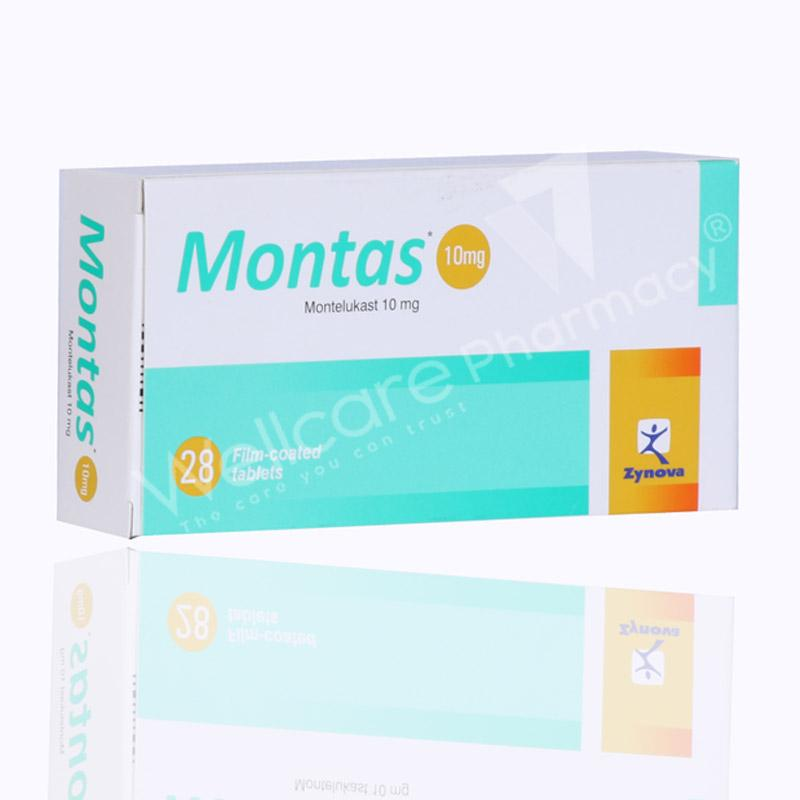 Montas* 10mg
Montelukast 10 mg
28 Film-coated
tablets
Zynova
Montas* 10mg
Montelukast 10 mg
Wellcare Pharmacy®
The care you can trust